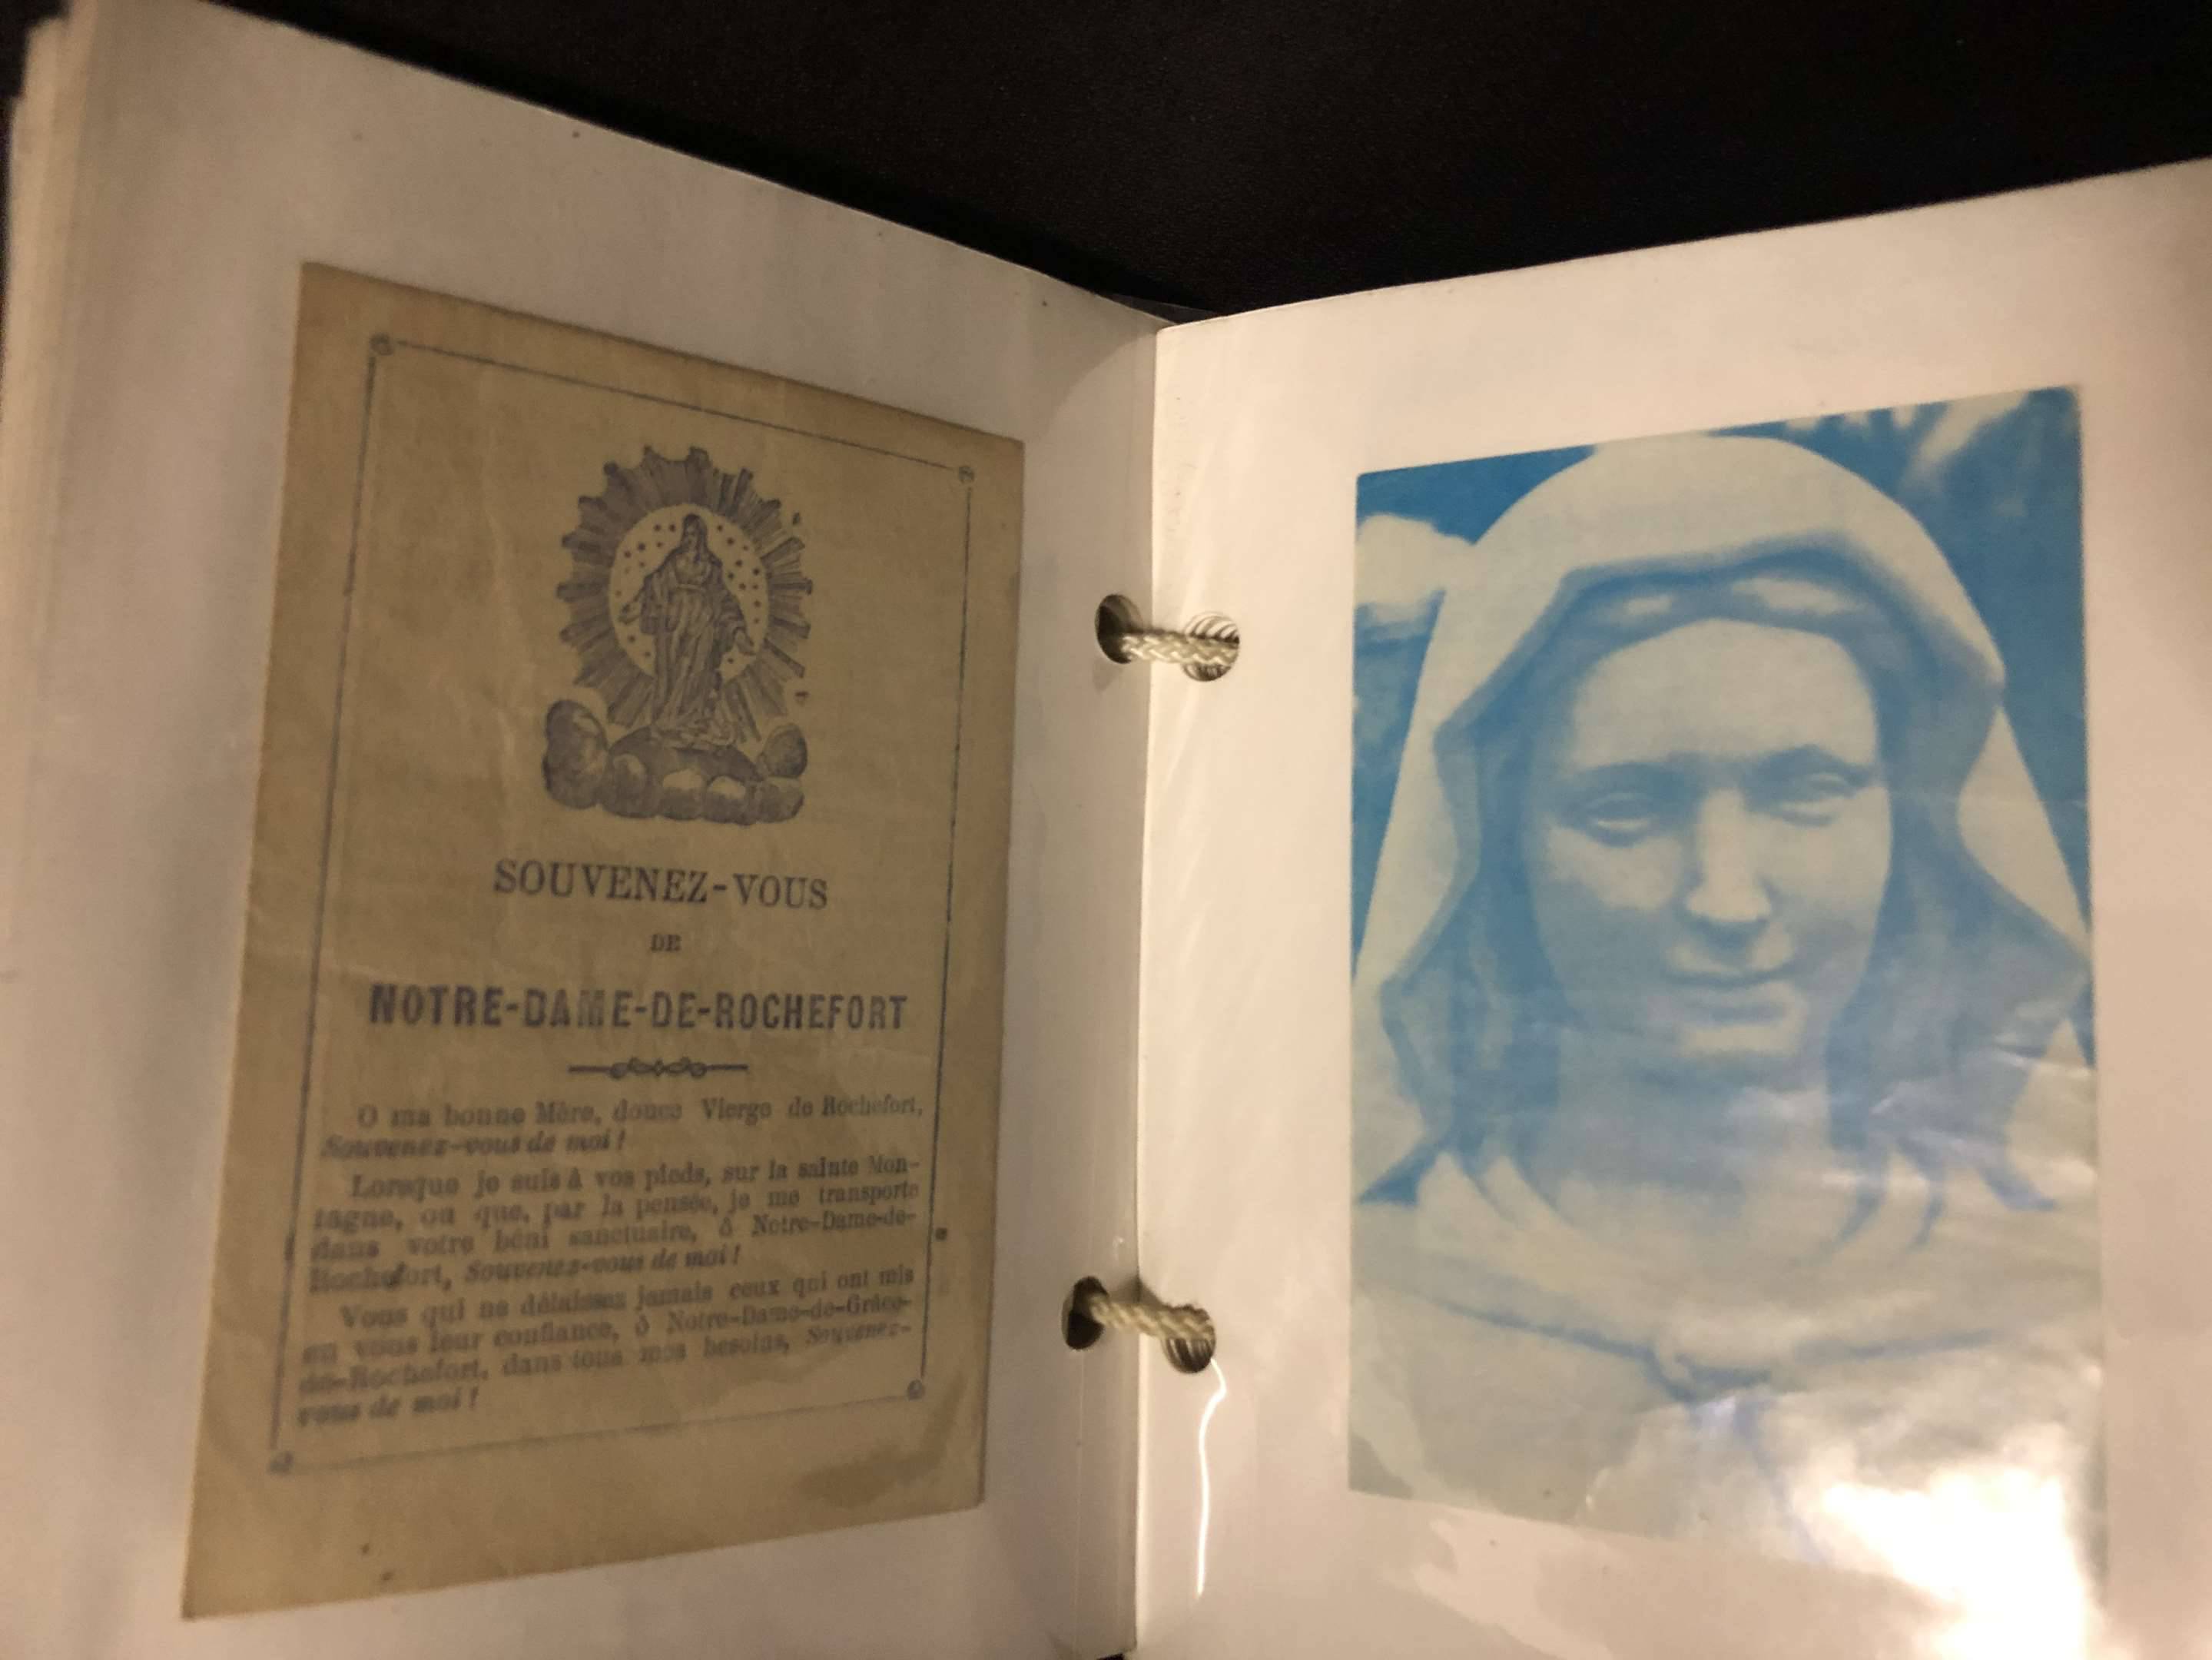 SOUVENEZ-VOUS
DE
NOTRE-DAME-DE-ROCHEFORT
O ma bonne Mère, douce Vierge de Rochefort,
Souvenez-vous de moi !
Lorsque je suis à vos pieds, sur la sainte Mon-
tagne, ou que, par la pensée, je me transporte
dans votre béni sanctuaire, ô Notre-Dame-de-
Rochefort, Souvenez-vous de moi !
Vous qui ne délaissez jamais ceux qui ont mis
en vous leur confiance, ô Notre-Dame-de-Grâce-
de-Rochefort, dans tous mes besoins, Souvenez-
vous de moi !